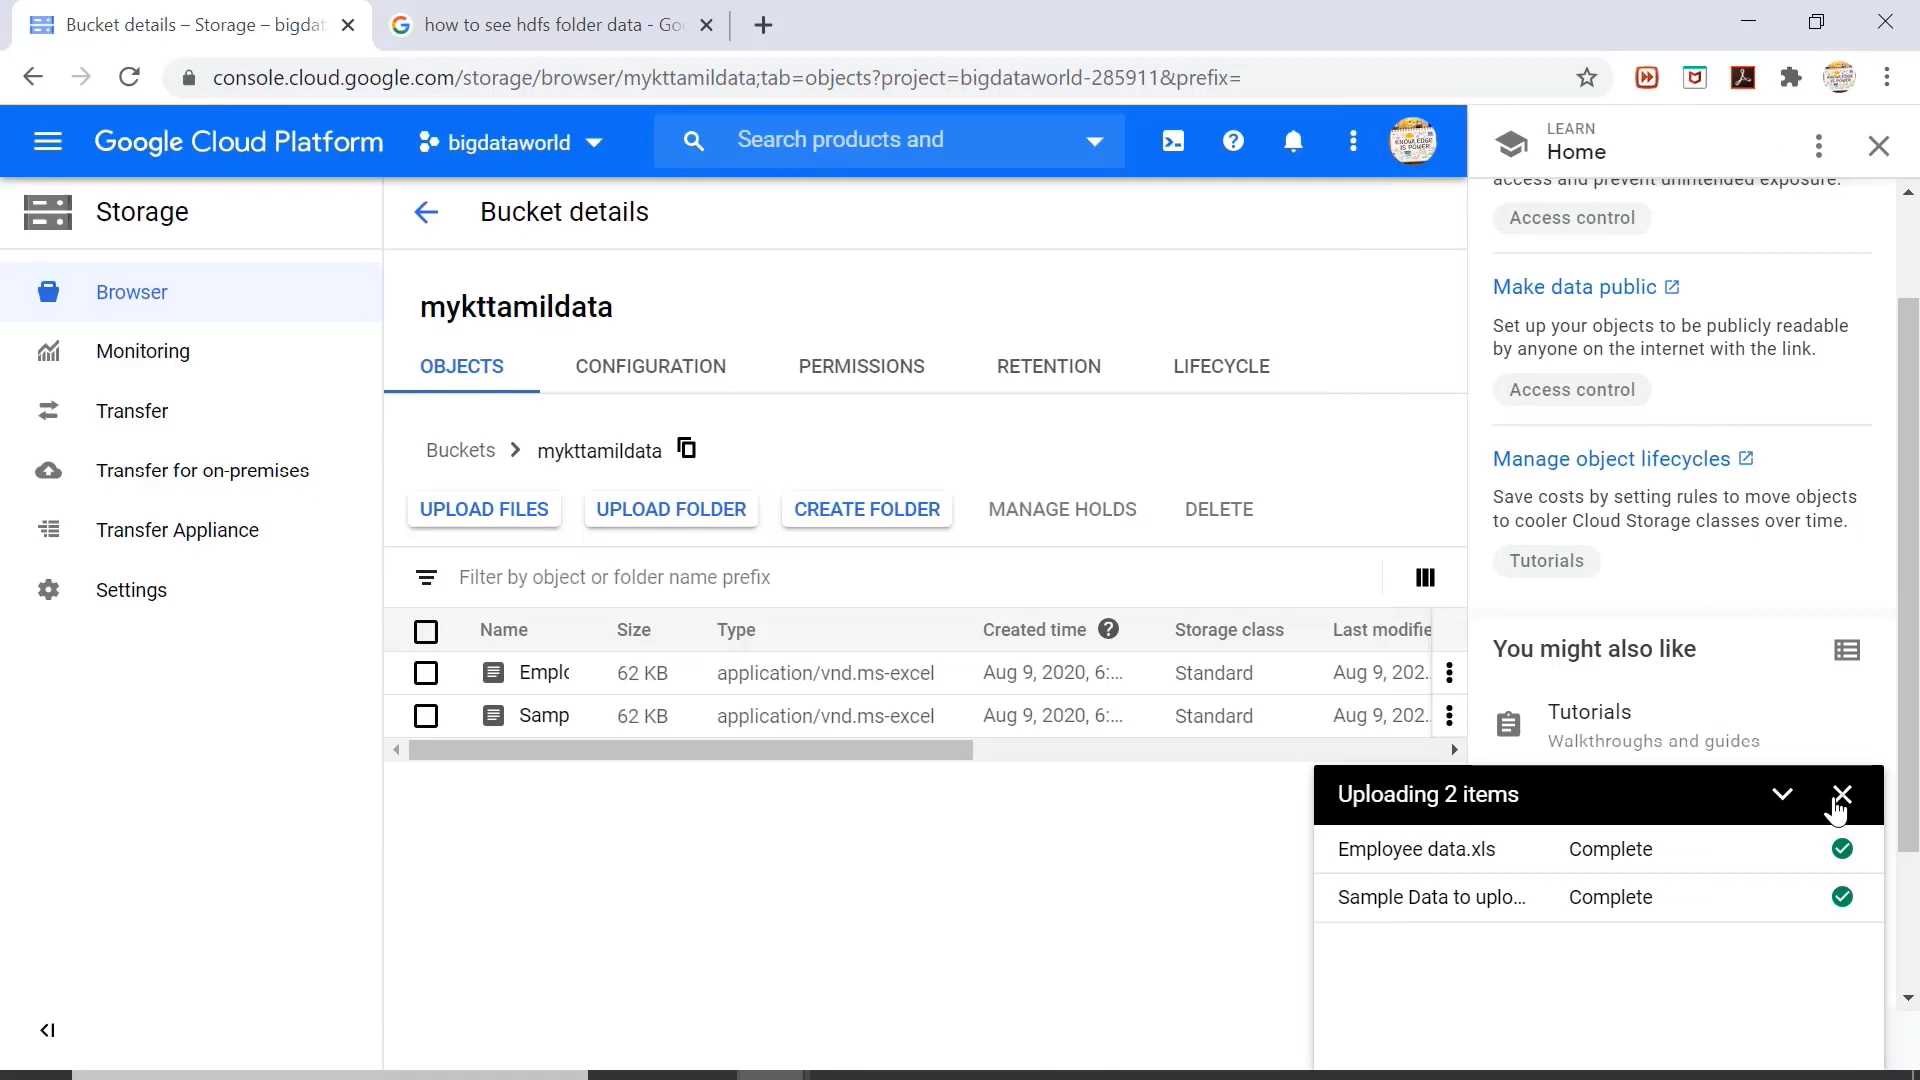 Bucket details – Storage – bigdat
how to see hdfs folder data - Goo
console.cloud.google.com/storage/browser/mykttamildata;tab=objects?project=bigdataworld-285911&prefix=
Google Cloud Platform
bigdataworld
Search products and
LEARN
Home
Storage
Bucket details
access and prevent unintended exposure.
Access control
Browser
Monitoring
Transfer
Transfer for on-premises
Transfer Appliance
Settings
mykttamildata
OBJECTS
CONFIGURATION
PERMISSIONS
RETENTION
LIFECYCLE
Buckets
mykttamildata
UPLOAD FILES
UPLOAD FOLDER
CREATE FOLDER
MANAGE HOLDS
DELETE
Filter by object or folder name prefix
Name Size Type Created time Storage class Last modifie
Emplo 62 KB application/vnd.ms-excel Aug 9, 2020, 6:... Standard Aug 9, 202..
Samp 62 KB application/vnd.ms-excel Aug 9, 2020, 6:... Standard Aug 9, 202..
Make data public
Set up your objects to be publicly readable
by anyone on the internet with the link.
Access control
Manage object lifecycles
Save costs by setting rules to move objects
to cooler Cloud Storage classes over time.
Tutorials
You might also like
Tutorials
Walkthroughs and guides
Uploading 2 items
Employee data.xls Complete
Sample Data to uplo... Complete